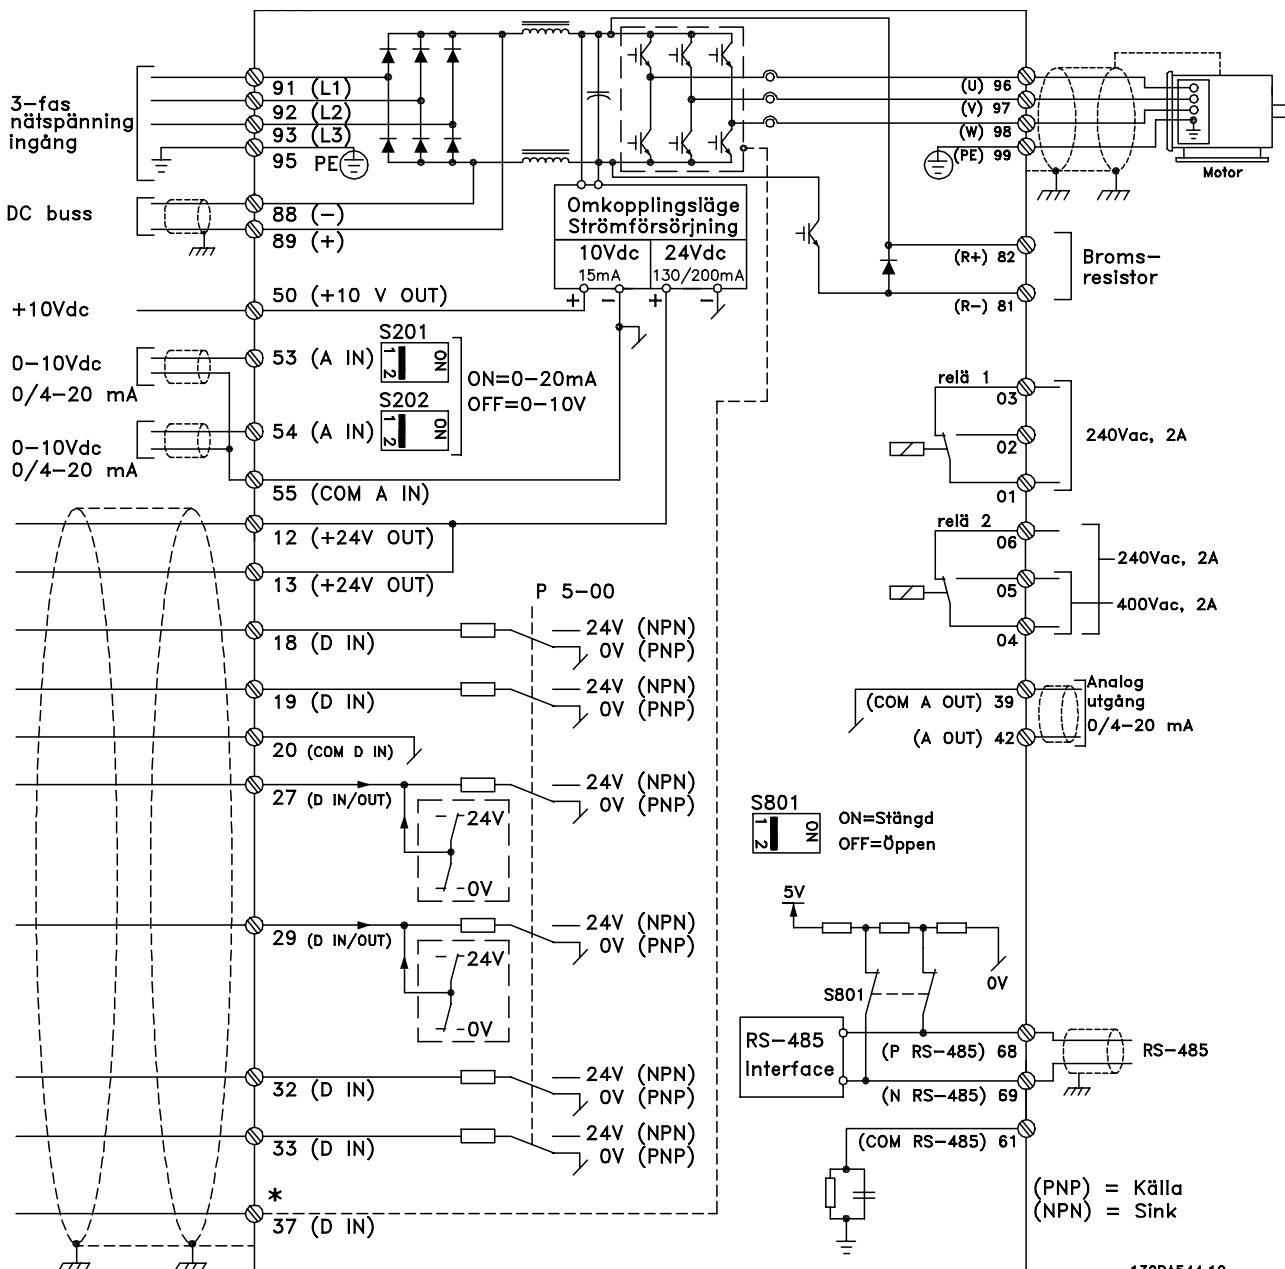 3-fas
nätspänning
ingång
91 (L1)
92 (L2)
93 (L3)
95 PE
DC buss
88 (-)
89 (+)
+10Vdc
50 (+10 V OUT)
0-10Vdc
0/4-20 mA
53 (A IN)
S201
1 2
ON
ON=0-20mA
OFF=0-10V
0-10Vdc
0/4-20 mA
54 (A IN)
S202
1 2
ON
55 (COM A IN)
12 (+24V OUT)
13 (+24V OUT)
Omkopplingsläge
Strömförsörjning
10Vdc
15mA
24Vdc
130/200mA
+ - + -
P 5-00
18 (D IN)
24V (NPN)
0V (PNP)
19 (D IN)
24V (NPN)
0V (PNP)
20 (COM D IN)
27 (D IN/OUT)
24V
0V
24V (NPN)
0V (PNP)
29 (D IN/OUT)
24V
0V
24V (NPN)
0V (PNP)
32 (D IN)
24V (NPN)
0V (PNP)
33 (D IN)
24V (NPN)
0V (PNP)
*
37 (D IN)
(U) 96
(V) 97
(W) 98
(PE) 99
Motor
(R+) 82
(R-) 81
Broms-
resistor
relä 1
03
02
01
240Vac, 2A
relä 2
06
05
04
240Vac, 2A
400Vac, 2A
(COM A OUT) 39
(A OUT) 42
Analog
utgång
0/4-20 mA
S801
1 2
ON
ON=Stängd
OFF=Öppen
5V
0V
S801
RS-485
Interface
(P RS-485) 68
(N RS-485) 69
RS-485
(COM RS-485) 61
(PNP) = Källa
(NPN) = Sink